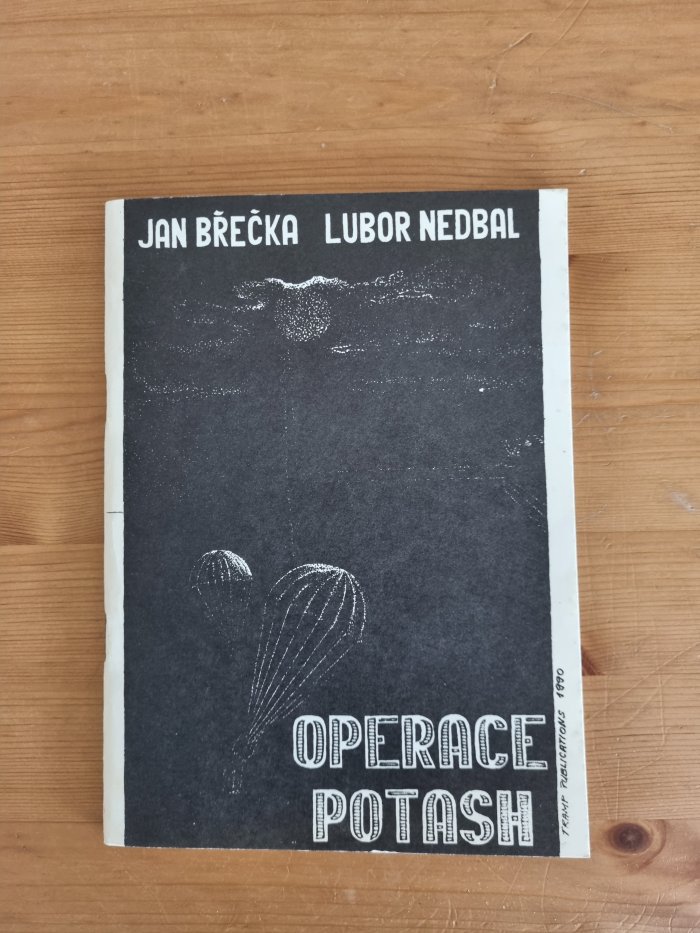 JAN BŘEČKA LUBOR NEDBAL
OPERACE
POTASH
TRAMP PUBLICATIONS 1990